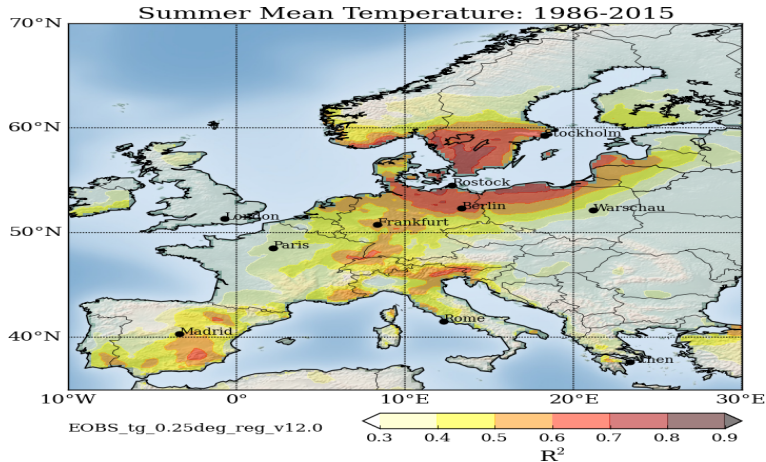 Summer Mean Temperature: 1986-2015
70°N
60°N
Stockholm
Rostock
Berlin
Warschau
London
Frankfurt
50°N
Paris
Rome
Madrid
40°N
Athen
10°W
0°
10°E
20°E
30°E
EOBS_tg_0.25deg_reg_v12.0
0.3 0.4 0.5 0.6 0.7 0.8 0.9
R²